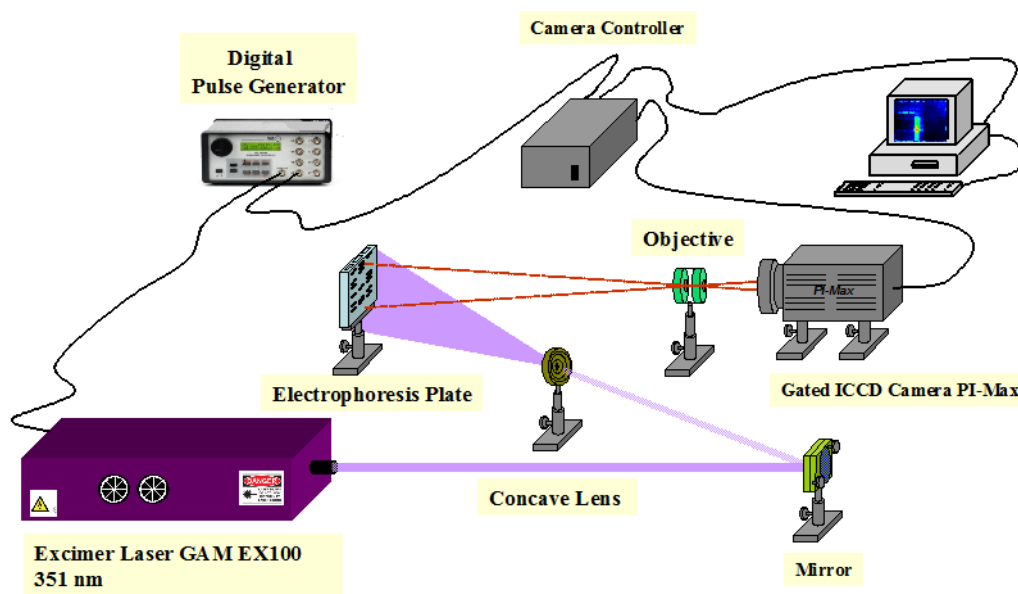 Camera Controller
Digital
Pulse Generator
Objective
PI-Max
Electrophoresis Plate
Gated ICCD Camera PI-Max
DANGER
Concave Lens
Excimer Laser GAM EX100
351 nm
Mirror